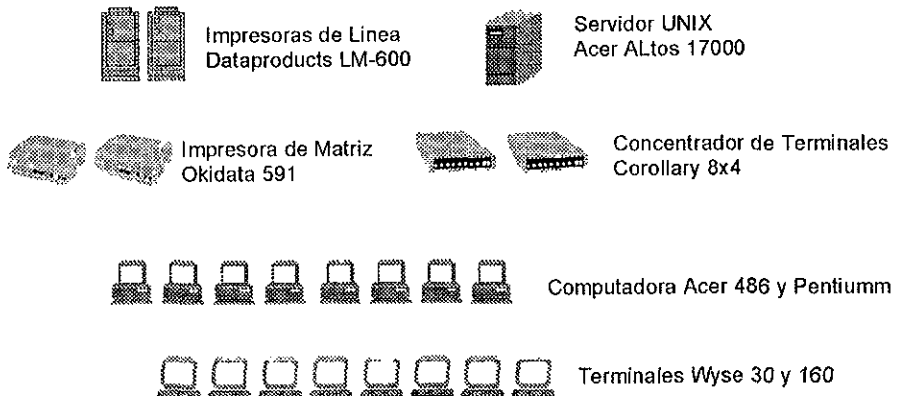 Impresoras de Linea
Dataproducts LM-600
Servidor UNIX
Acer ALtos 17000
Impresora de Matriz
Okidata 591
Concentrador de Terminales
Corollary 8x4
Computadora Acer 486 y Pentiumm
Terminales Wyse 30 y 160